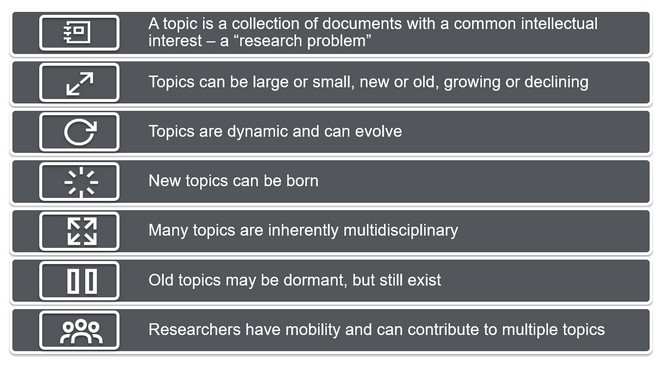 A topic is a collection of documents with a common intellectual
interest – a “research problem”
Topics can be large or small, new or old, growing or declining
Topics are dynamic and can evolve
New topics can be born
Many topics are inherently multidisciplinary
Old topics may be dormant, but still exist
Researchers have mobility and can contribute to multiple topics